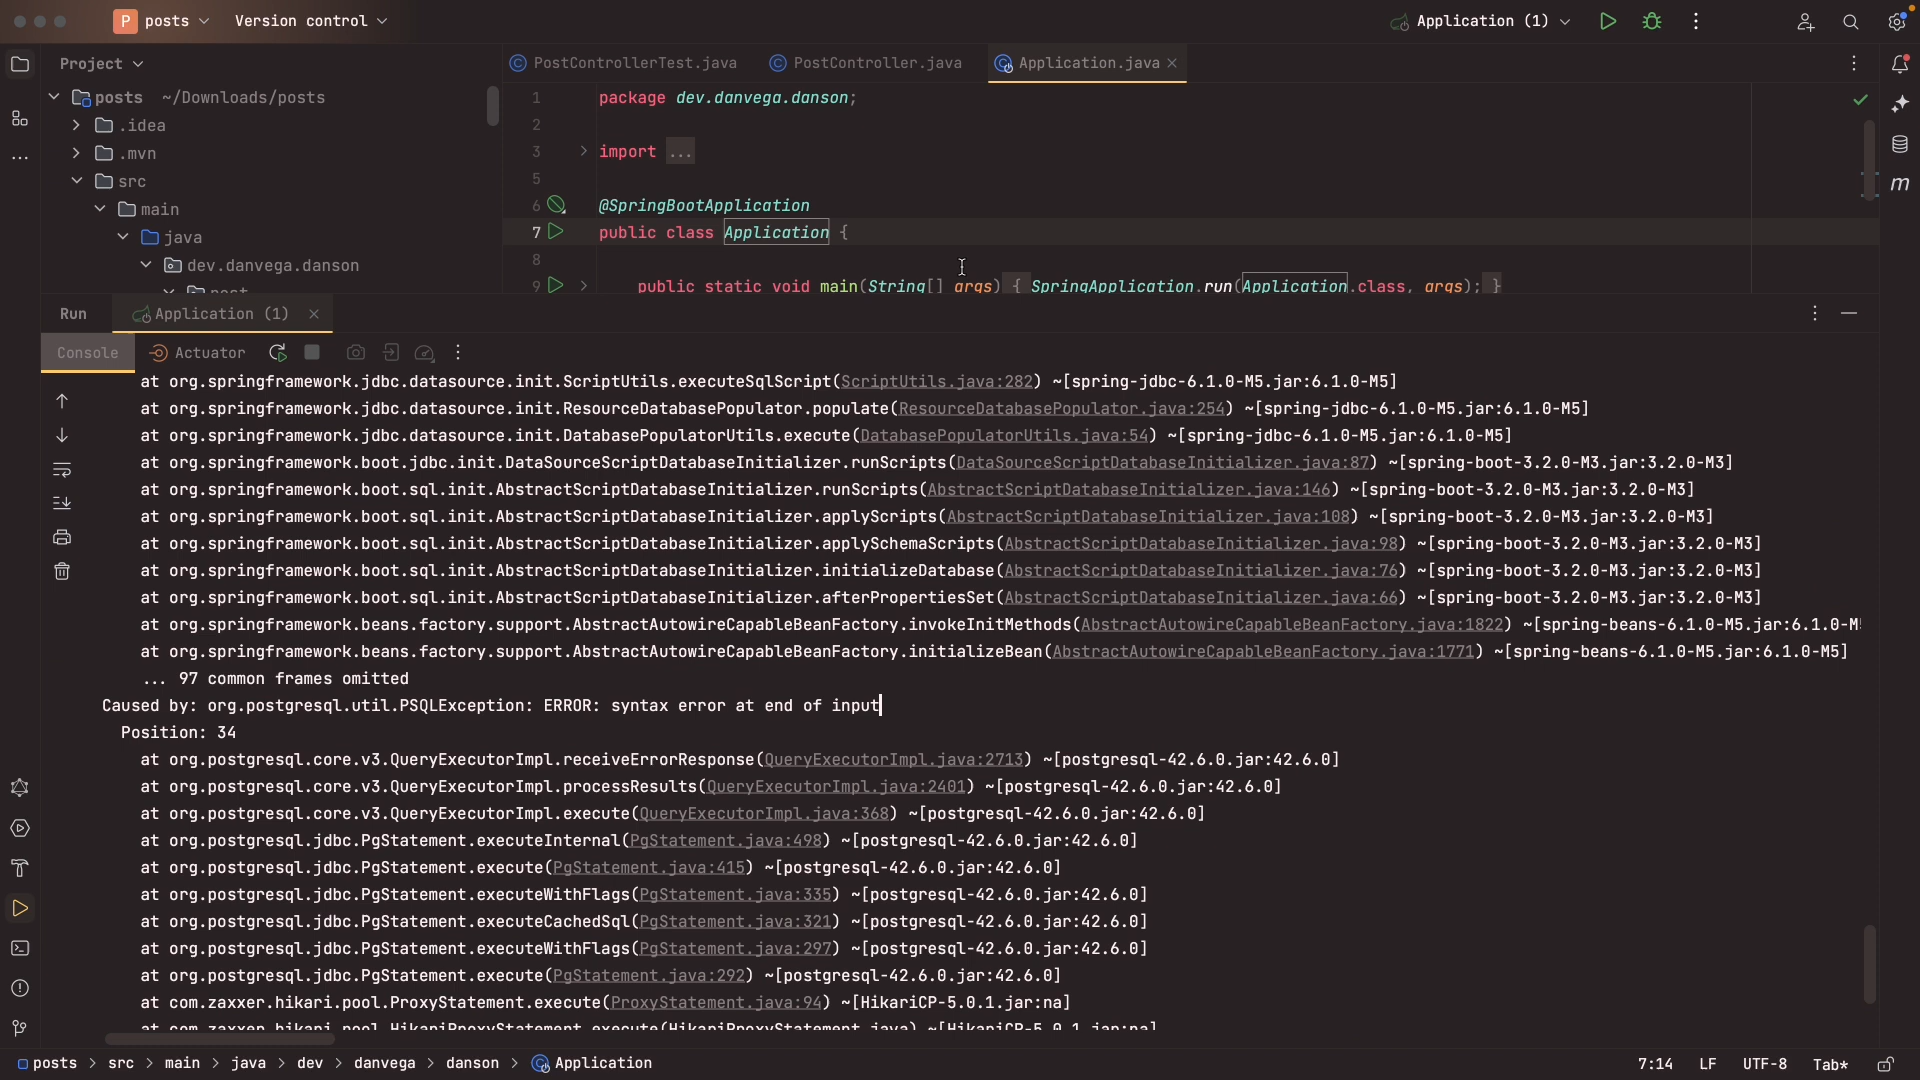 P posts Version control Application (1)
Project PostControllerTest.java PostController.java Application.java
posts ~/Downloads/posts
.idea
.mvn
src
main
java
dev.danvega.danson
post
1 package dev.danvega.danson;
2
3 import ...
5
6 @SpringBootApplication
7 public class Application {
8
9 public static void main(String[] args) { SpringApplication.run(Application.class, args); }
m
Run Application (1)
Console Actuator
at org.springframework.jdbc.datasource.init.ScriptUtils.executeSqlScript(ScriptUtils.java:282) ~[spring-jdbc-6.1.0-M5.jar:6.1.0-M5]
at org.springframework.jdbc.datasource.init.ResourceDatabasePopulator.populate(ResourceDatabasePopulator.java:254) ~[spring-jdbc-6.1.0-M5.jar:6.1.0-M5]
at org.springframework.jdbc.datasource.init.DatabasePopulatorUtils.execute(DatabasePopulatorUtils.java:54) ~[spring-jdbc-6.1.0-M5.jar:6.1.0-M5]
at org.springframework.boot.jdbc.init.DataSourceScriptDatabaseInitializer.runScripts(DataSourceScriptDatabaseInitializer.java:87) ~[spring-boot-3.2.0-M3.jar:3.2.0-M3]
at org.springframework.boot.sql.init.AbstractScriptDatabaseInitializer.runScripts(AbstractScriptDatabaseInitializer.java:146) ~[spring-boot-3.2.0-M3.jar:3.2.0-M3]
at org.springframework.boot.sql.init.AbstractScriptDatabaseInitializer.applyScripts(AbstractScriptDatabaseInitializer.java:108) ~[spring-boot-3.2.0-M3.jar:3.2.0-M3]
at org.springframework.boot.sql.init.AbstractScriptDatabaseInitializer.applySchemaScripts(AbstractScriptDatabaseInitializer.java:98) ~[spring-boot-3.2.0-M3.jar:3.2.0-M3]
at org.springframework.boot.sql.init.AbstractScriptDatabaseInitializer.initializeDatabase(AbstractScriptDatabaseInitializer.java:76) ~[spring-boot-3.2.0-M3.jar:3.2.0-M3]
at org.springframework.boot.sql.init.AbstractScriptDatabaseInitializer.afterPropertiesSet(AbstractScriptDatabaseInitializer.java:66) ~[spring-boot-3.2.0-M3.jar:3.2.0-M3]
at org.springframework.beans.factory.support.AbstractAutowireCapableBeanFactory.invokeInitMethods(AbstractAutowireCapableBeanFactory.java:1822) ~[spring-beans-6.1.0-M5.jar:6.1.0-M5
at org.springframework.beans.factory.support.AbstractAutowireCapableBeanFactory.initializeBean(AbstractAutowireCapableBeanFactory.java:1771) ~[spring-beans-6.1.0-M5.jar:6.1.0-M5]
... 97 common frames omitted
Caused by: org.postgresql.util.PSQLException: ERROR: syntax error at end of input
Position: 34
at org.postgresql.core.v3.QueryExecutorImpl.receiveErrorResponse(QueryExecutorImpl.java:2713) ~[postgresql-42.6.0.jar:42.6.0]
at org.postgresql.core.v3.QueryExecutorImpl.processResults(QueryExecutorImpl.java:2401) ~[postgresql-42.6.0.jar:42.6.0]
at org.postgresql.core.v3.QueryExecutorImpl.execute(QueryExecutorImpl.java:368) ~[postgresql-42.6.0.jar:42.6.0]
at org.postgresql.jdbc.PgStatement.executeInternal(PgStatement.java:498) ~[postgresql-42.6.0.jar:42.6.0]
at org.postgresql.jdbc.PgStatement.execute(PgStatement.java:415) ~[postgresql-42.6.0.jar:42.6.0]
at org.postgresql.jdbc.PgStatement.executeWithFlags(PgStatement.java:335) ~[postgresql-42.6.0.jar:42.6.0]
at org.postgresql.jdbc.PgStatement.executeCachedSql(PgStatement.java:321) ~[postgresql-42.6.0.jar:42.6.0]
at org.postgresql.jdbc.PgStatement.executeWithFlags(PgStatement.java:297) ~[postgresql-42.6.0.jar:42.6.0]
at org.postgresql.jdbc.PgStatement.execute(PgStatement.java:292) ~[postgresql-42.6.0.jar:42.6.0]
at com.zaxxer.hikari.pool.ProxyStatement.execute(ProxyStatement.java:94) ~[HikariCP-5.0.1.jar:na]
at com.zaxxer.hikari.pool.HikariProxyStatement.execute(HikariProxyStatement.java) ~[HikariCP-5.0.1.jar:na]
posts > src > main > java > dev > danvega > danson > Application 7:14 LF UTF-8 Tab*